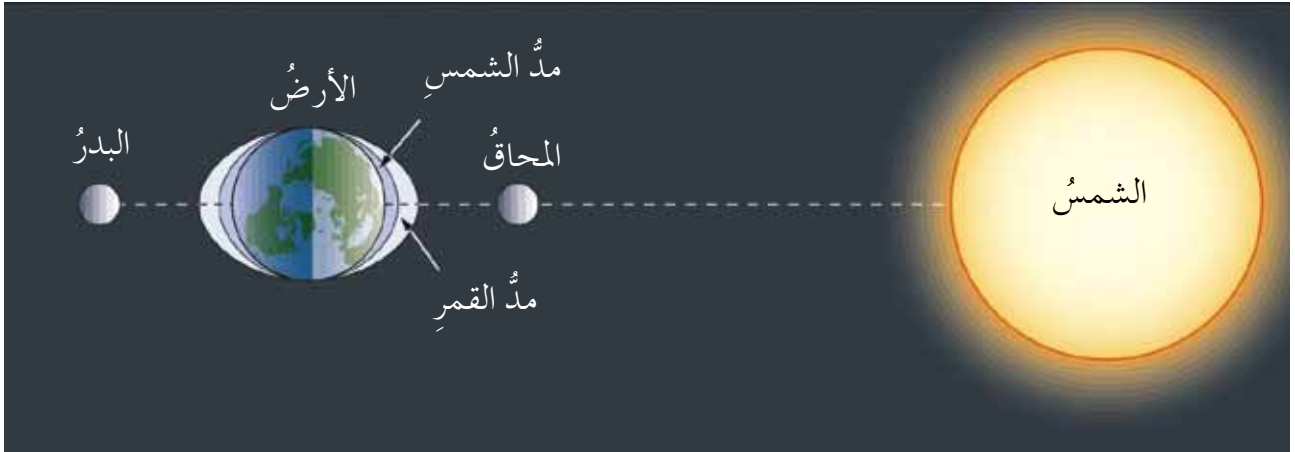 مدُّ الشمسِ
الأرضُ
البدرُ
المحاقُ
الشمسُ
مدُّ القمرِ